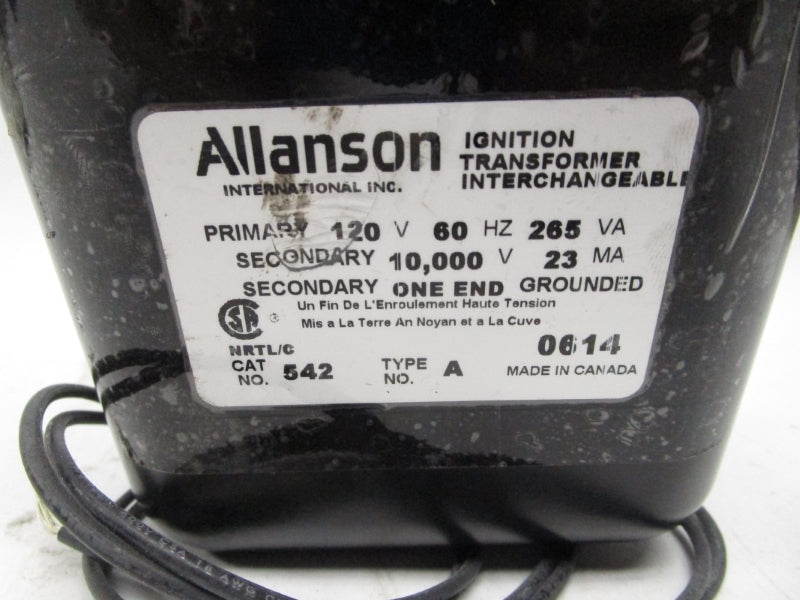 Allanson
INTERNATIONAL INC.
IGNITION
TRANSFORMER
INTERCHANGEABLE
PRIMARY 120 V 60 HZ 265 VA
SECONDARY 10,000 V 23 MA
SECONDARY ONE END GROUNDED
Un Fin De L'Enroulement Haute Tension
Mis a La Terre An Noyan et a La Cuve
SA ®
NRTL/C
CAT NO. 542 TYPE NO. A
0614
MADE IN CANADA